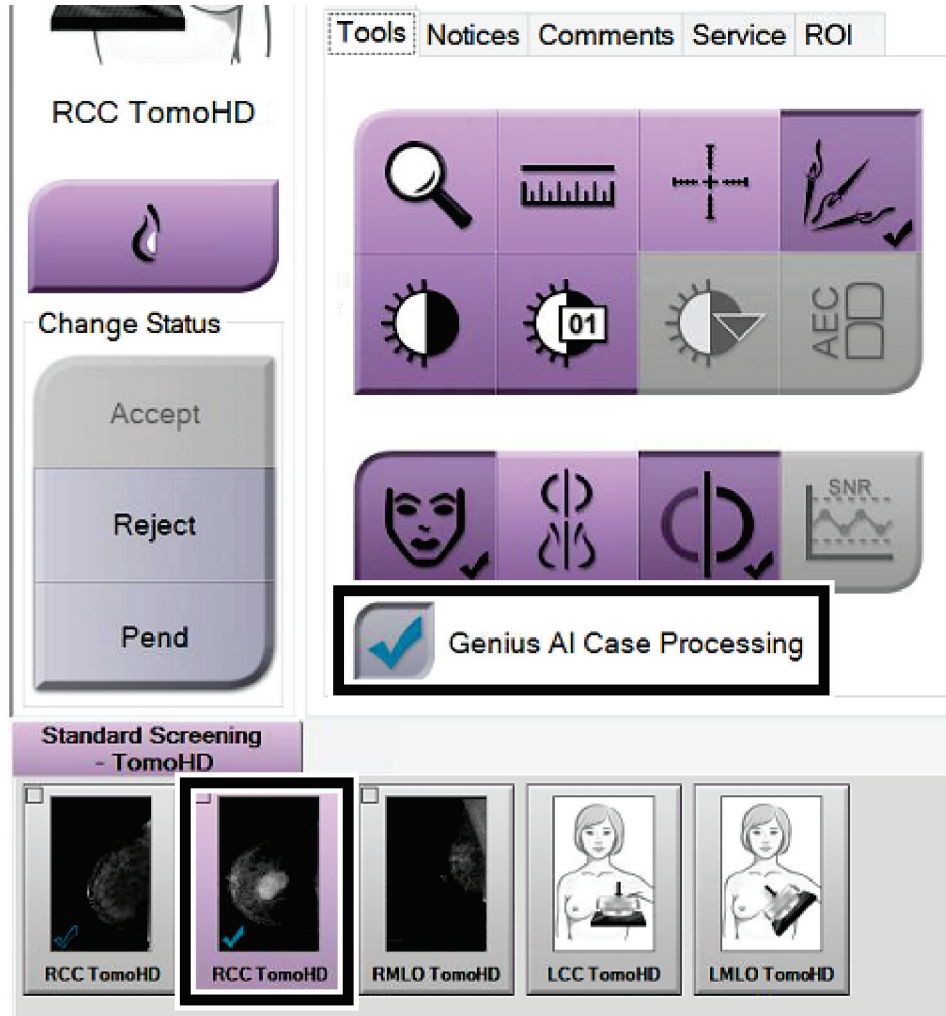 RCC TomoHD
Change Status
Accept
Reject
Pend
Tools Notices Comments Service ROI
01
AEC
SNR
Genius AI Case Processing
Standard Screening
- TomoHD
RCC TomoHD
RCC TomoHD
RMLO TomoHD
LCC TomoHD
LMLO TomoHD